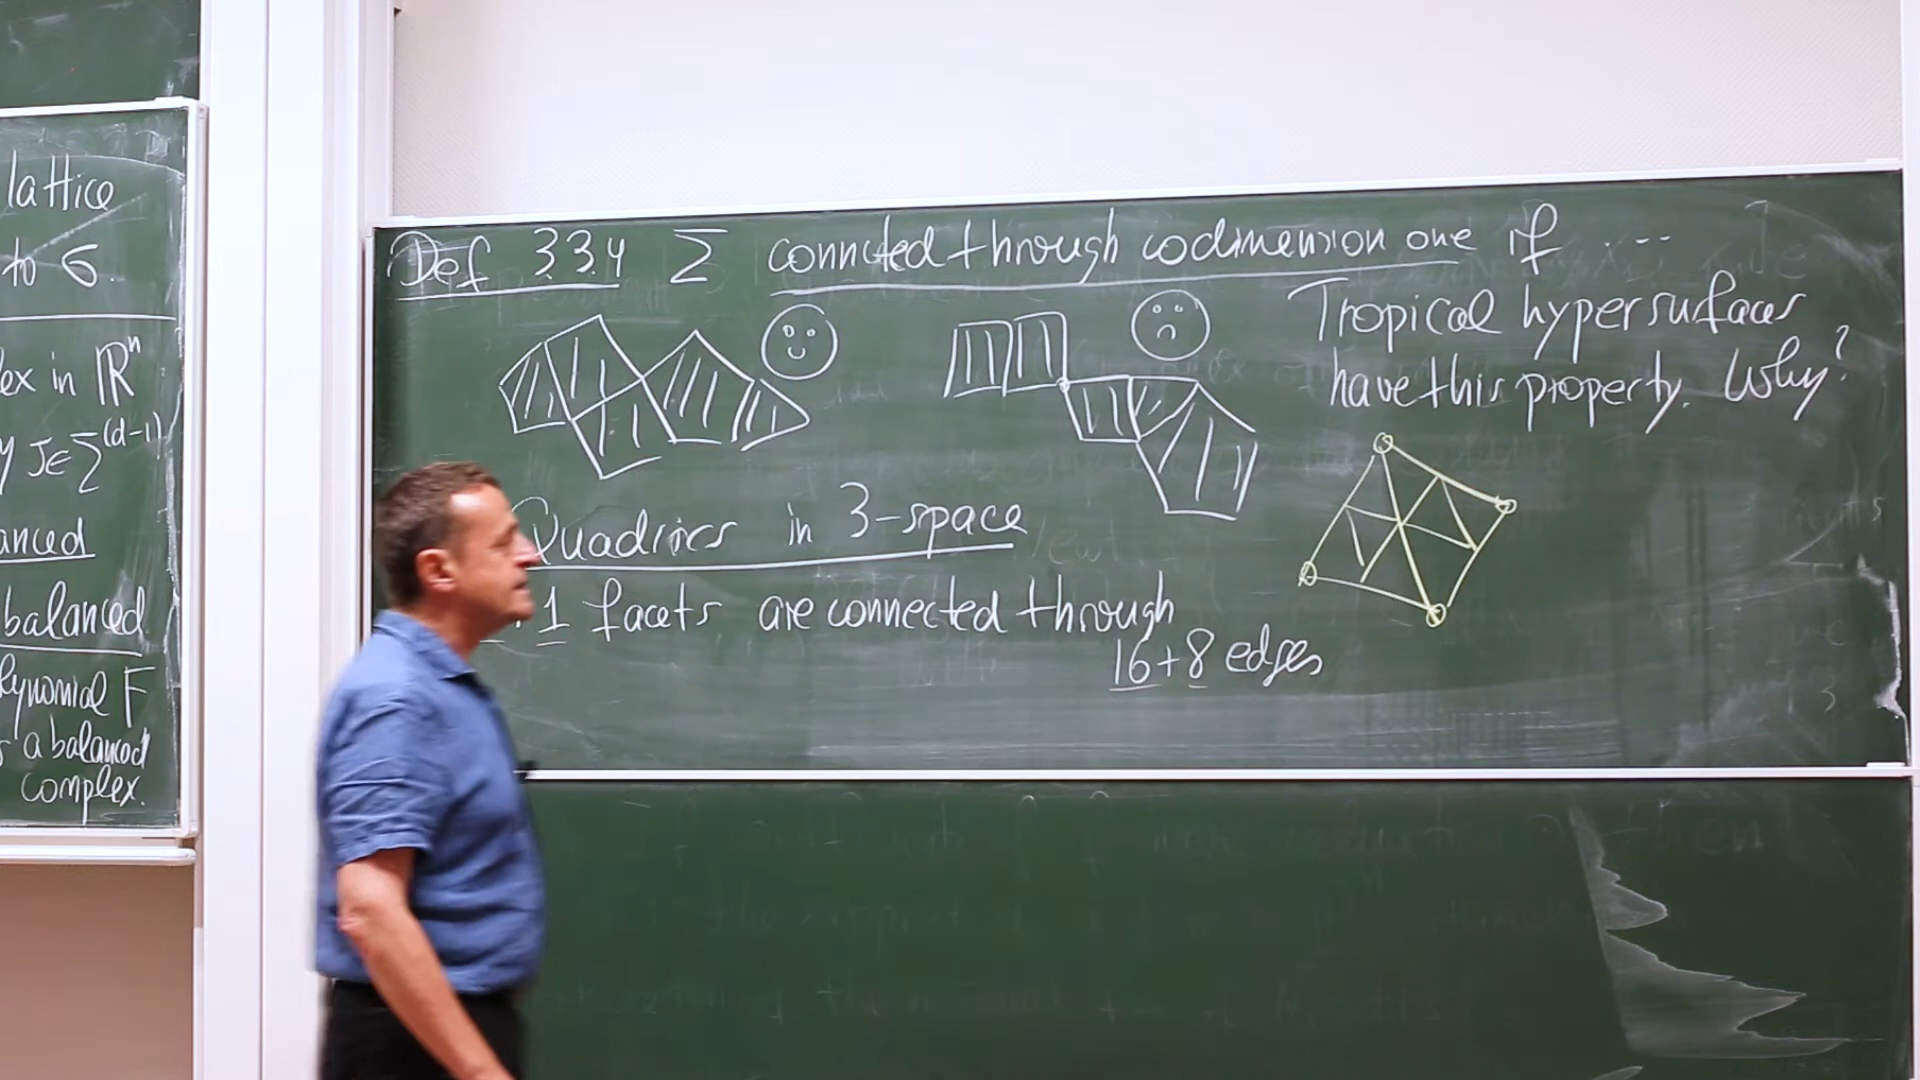 lattice
to σ.
ex in ℝⁿ
J ∈ Σ^(d-1)
anced
balanced
lynomial F
a balanced
complex.
Def 3.3.4 Σ connected through codimension one if ...
Tropical hypersurfaces
have this property. Why?
Quadrics in 3-space
1 facets are connected through
16+8 edges